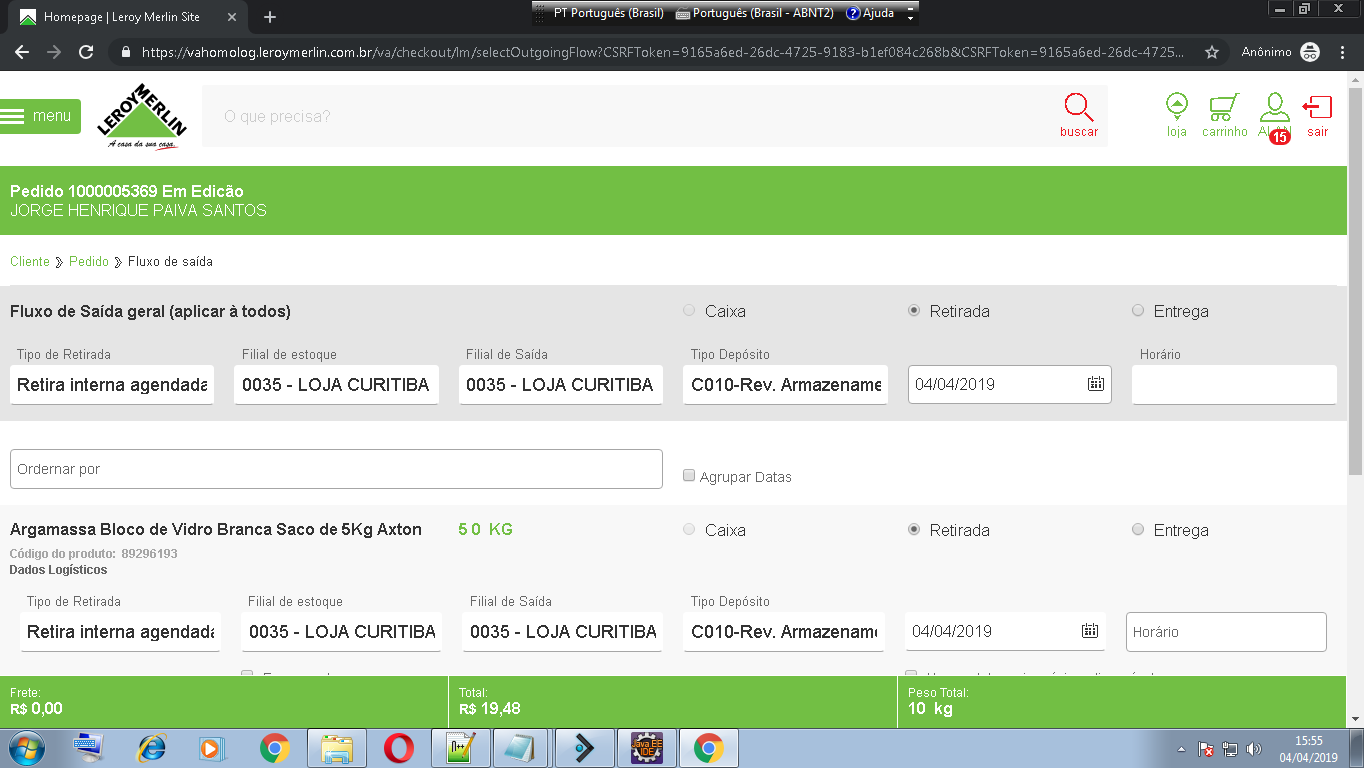 Homepage | Leroy Merlin Site
PT Português (Brasil) Português (Brasil - ABNT2) Ajuda
https://vahomolog.leroymerlin.com.br/va/checkout/lm/selectOutgoingFlow?CSRFToken=9165a6ed-26dc-4725-9183-b1ef084c268b&CSRFToken=9165a6ed-26dc-4725...
Anônimo
menu
LEROY MERLIN
A casa da sua casa.
O que precisa?
buscar
loja
carrinho
ALAN
15
sair
Pedido 1000005369 Em Edicão
JORGE HENRIQUE PAIVA SANTOS
Cliente Pedido Fluxo de saída
Fluxo de Saída geral (aplicar à todos) Caixa Retirada Entrega
Tipo de Retirada Filial de estoque Filial de Saída Tipo Depósito Horário
Retira interna agendada 0035 - LOJA CURITIBA 0035 - LOJA CURITIBA C010-Rev. Armazename 04/04/2019
Ordernar por
Agrupar Datas
Argamassa Bloco de Vidro Branca Saco de 5Kg Axton 5 0 KG Caixa Retirada Entrega
Código do produto: 89296193
Dados Logísticos
Tipo de Retirada Filial de estoque Filial de Saída Tipo Depósito
Retira interna agendada 0035 - LOJA CURITIBA 0035 - LOJA CURITIBA C010-Rev. Armazename 04/04/2019 Horário
Frete: Total: Peso Total:
R$ 0,00 R$ 19,48 10 kg
Java EE
IDE
15:55
04/04/2019